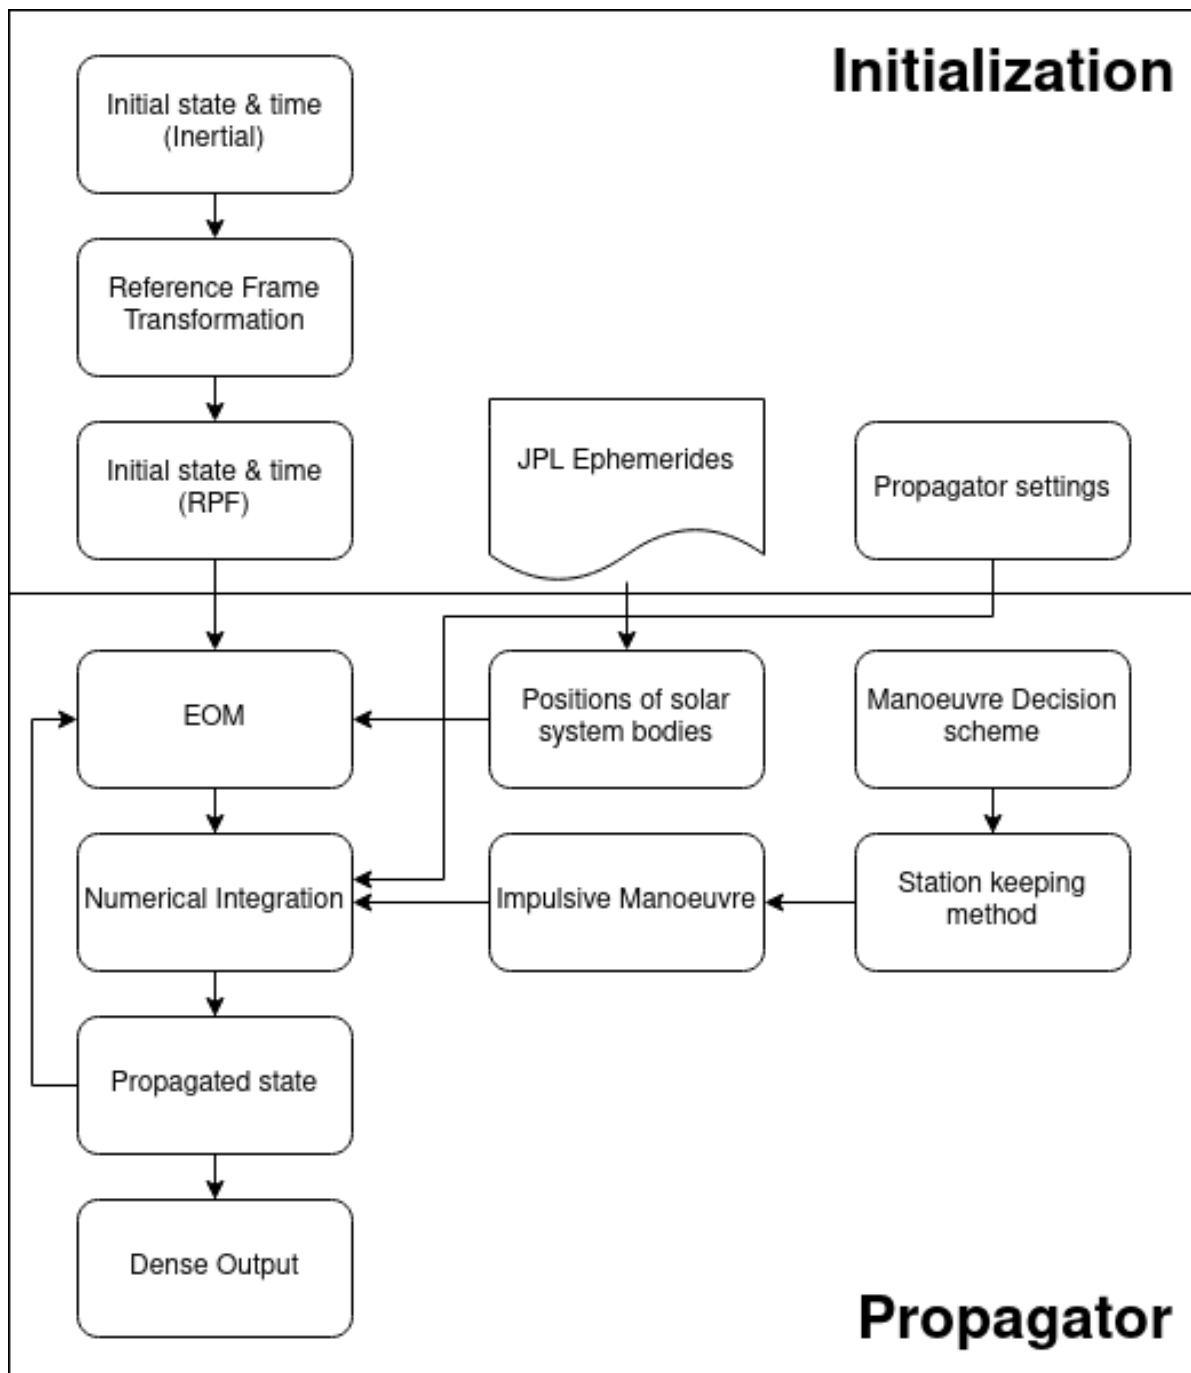 Initialization
Initial state & time
(Inertial)
Reference Frame
Transformation
Initial state & time
(RPF)
JPL Ephemerides
Propagator settings
EOM
Positions of solar
system bodies
Manoeuvre Decision
scheme
Numerical Integration
Impulsive Manoeuvre
Station keeping
method
Propagated state
Dense Output
Propagator